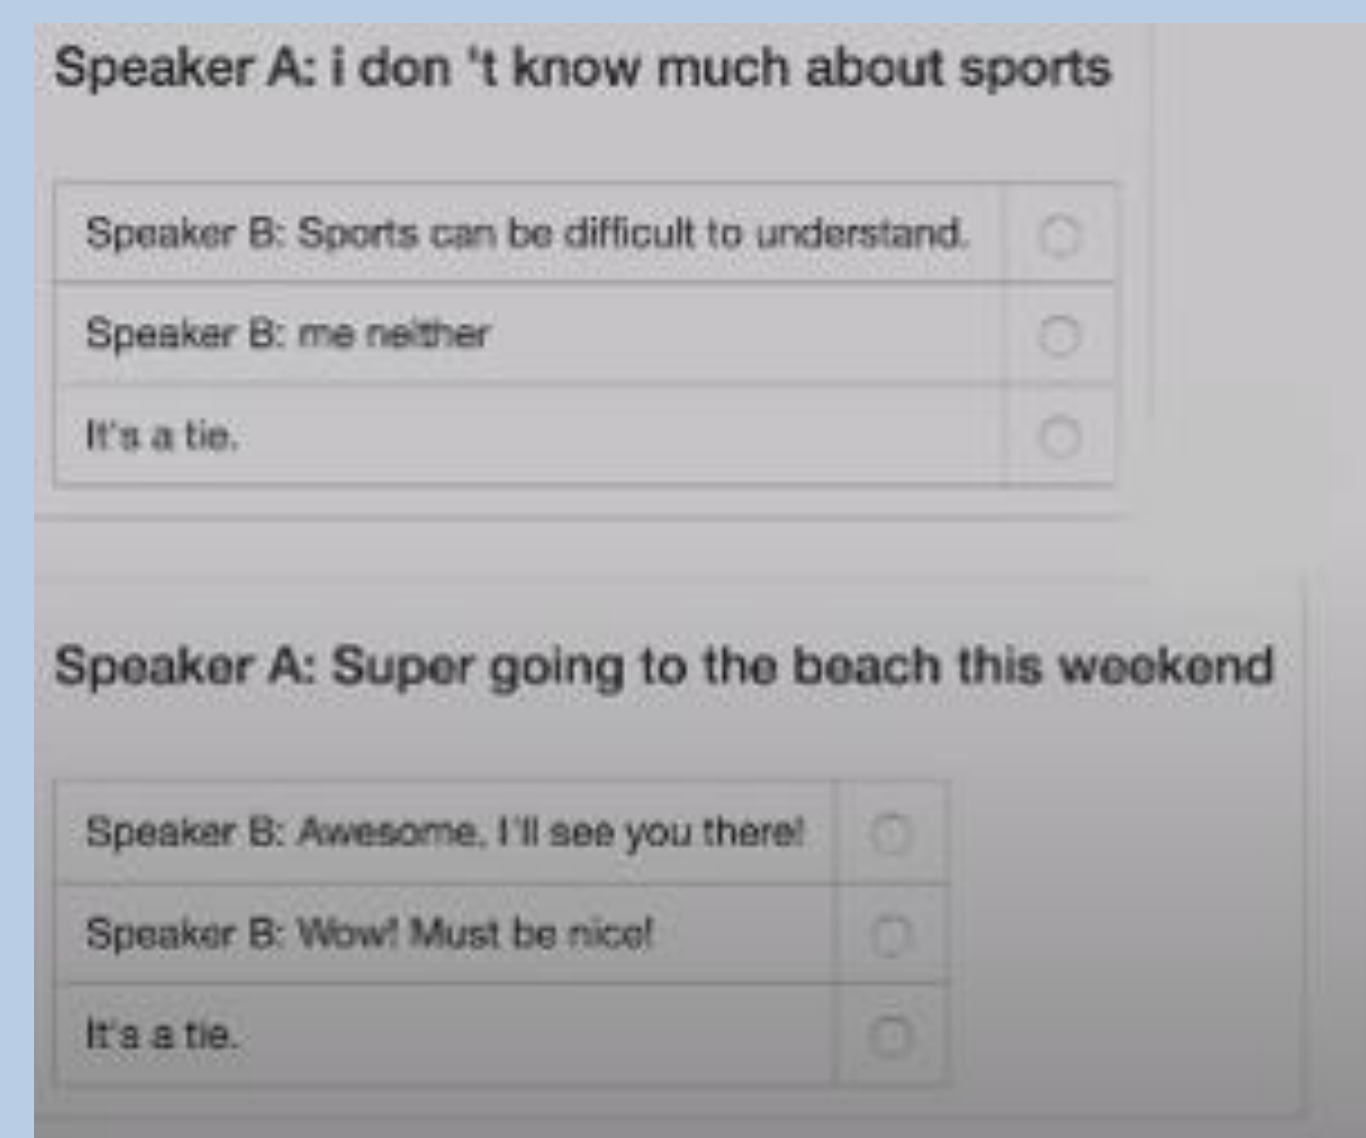 Speaker A: i don 't know much about sports
Speaker B: Sports can be difficult to understand.
Speaker B: me neither
It's a tie.
Speaker A: Super going to the beach this weekend
Speaker B: Awesome, I'll see you there!
Speaker B: Wow! Must be nice!
It's a tie.